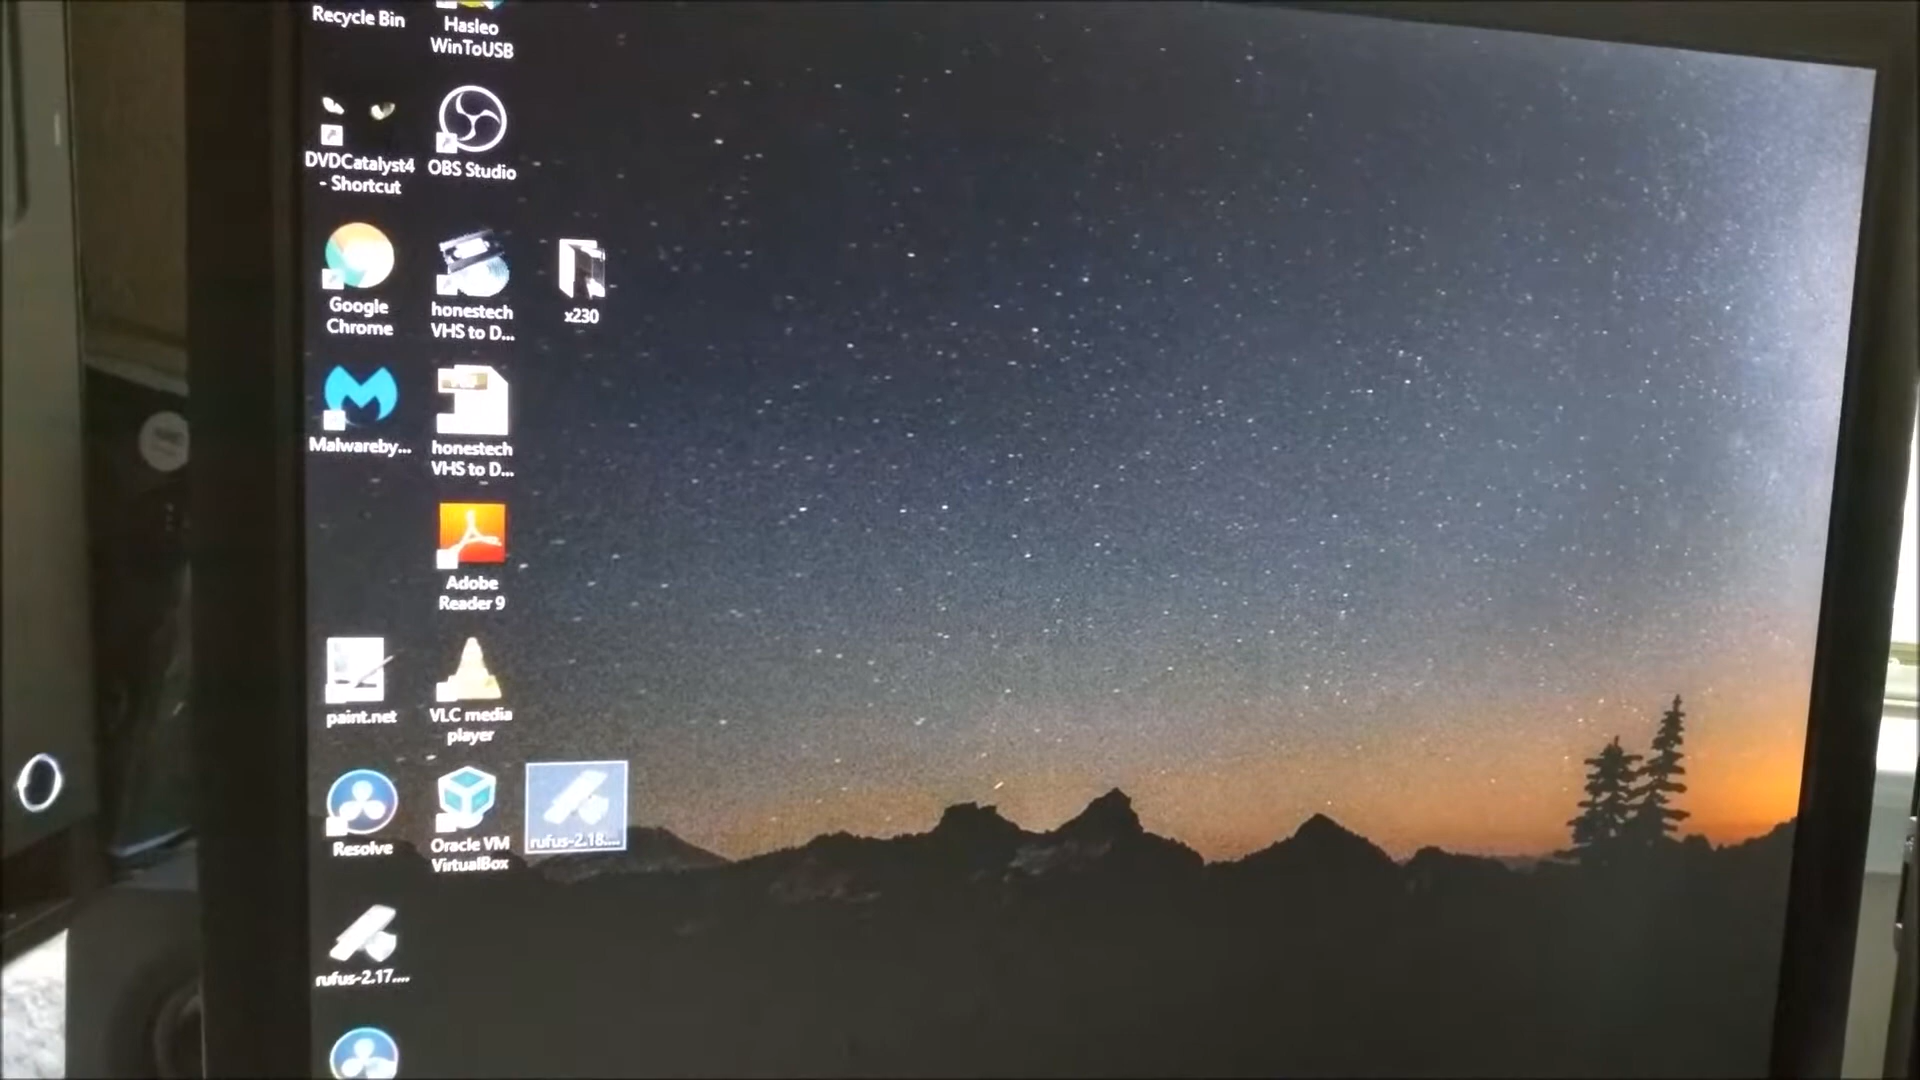 Recycle Bin
Hasleo
WinToUSB
DVDCatalyst4
- Shortcut
OBS Studio
Google
Chrome
honestech
VHS to D...
x230
Malwareby...
honestech
VHS to D...
Adobe
Reader 9
paint.net
VLC media
player
Resolve
Oracle VM
VirtualBox
rufus-2.18....
rufus-2.17....